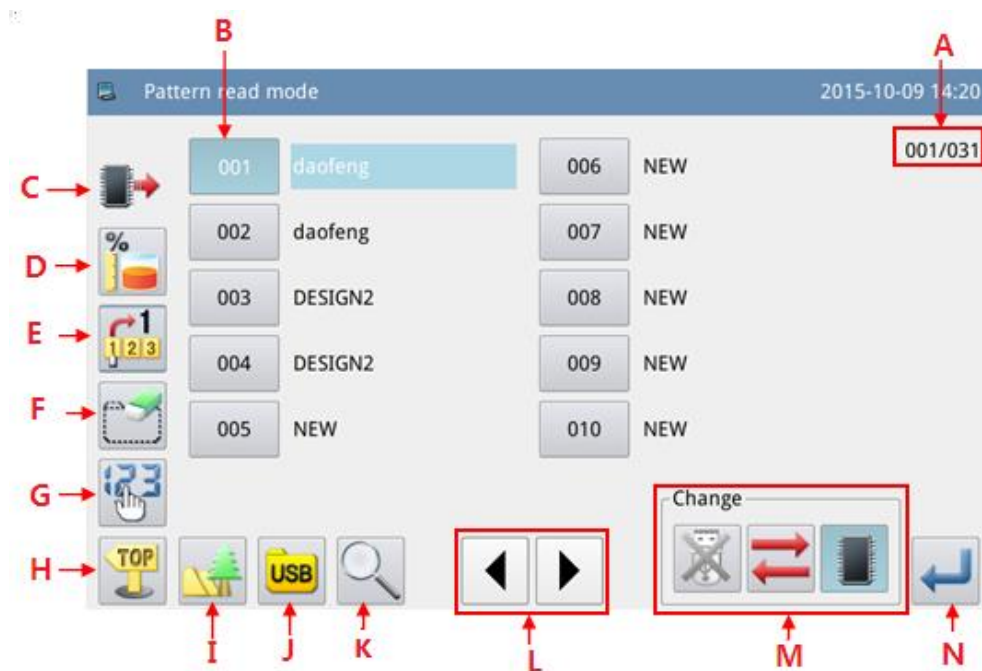 B
A
Pattern read mode 2015-10-09 14:20
001/031
C
001 daofeng 006 NEW
% 002 daofeng 007 NEW
D
003 DESIGN2 008 NEW
E 1
1 2 3
004 DESIGN2 009 NEW
F
005 NEW 010 NEW
G 123
Change
H TOP USB
I J K L M N